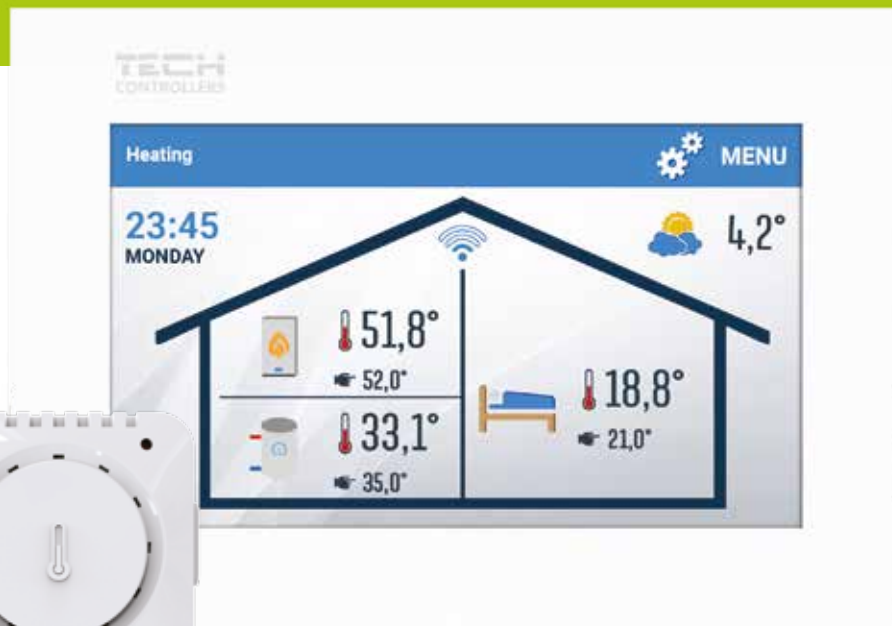 TECH
CONTROLLERS
Heating
MENU
23:45
MONDAY
4,2°
51,8°
52,0°
18,8°
33,1°
21,0°
35,0°